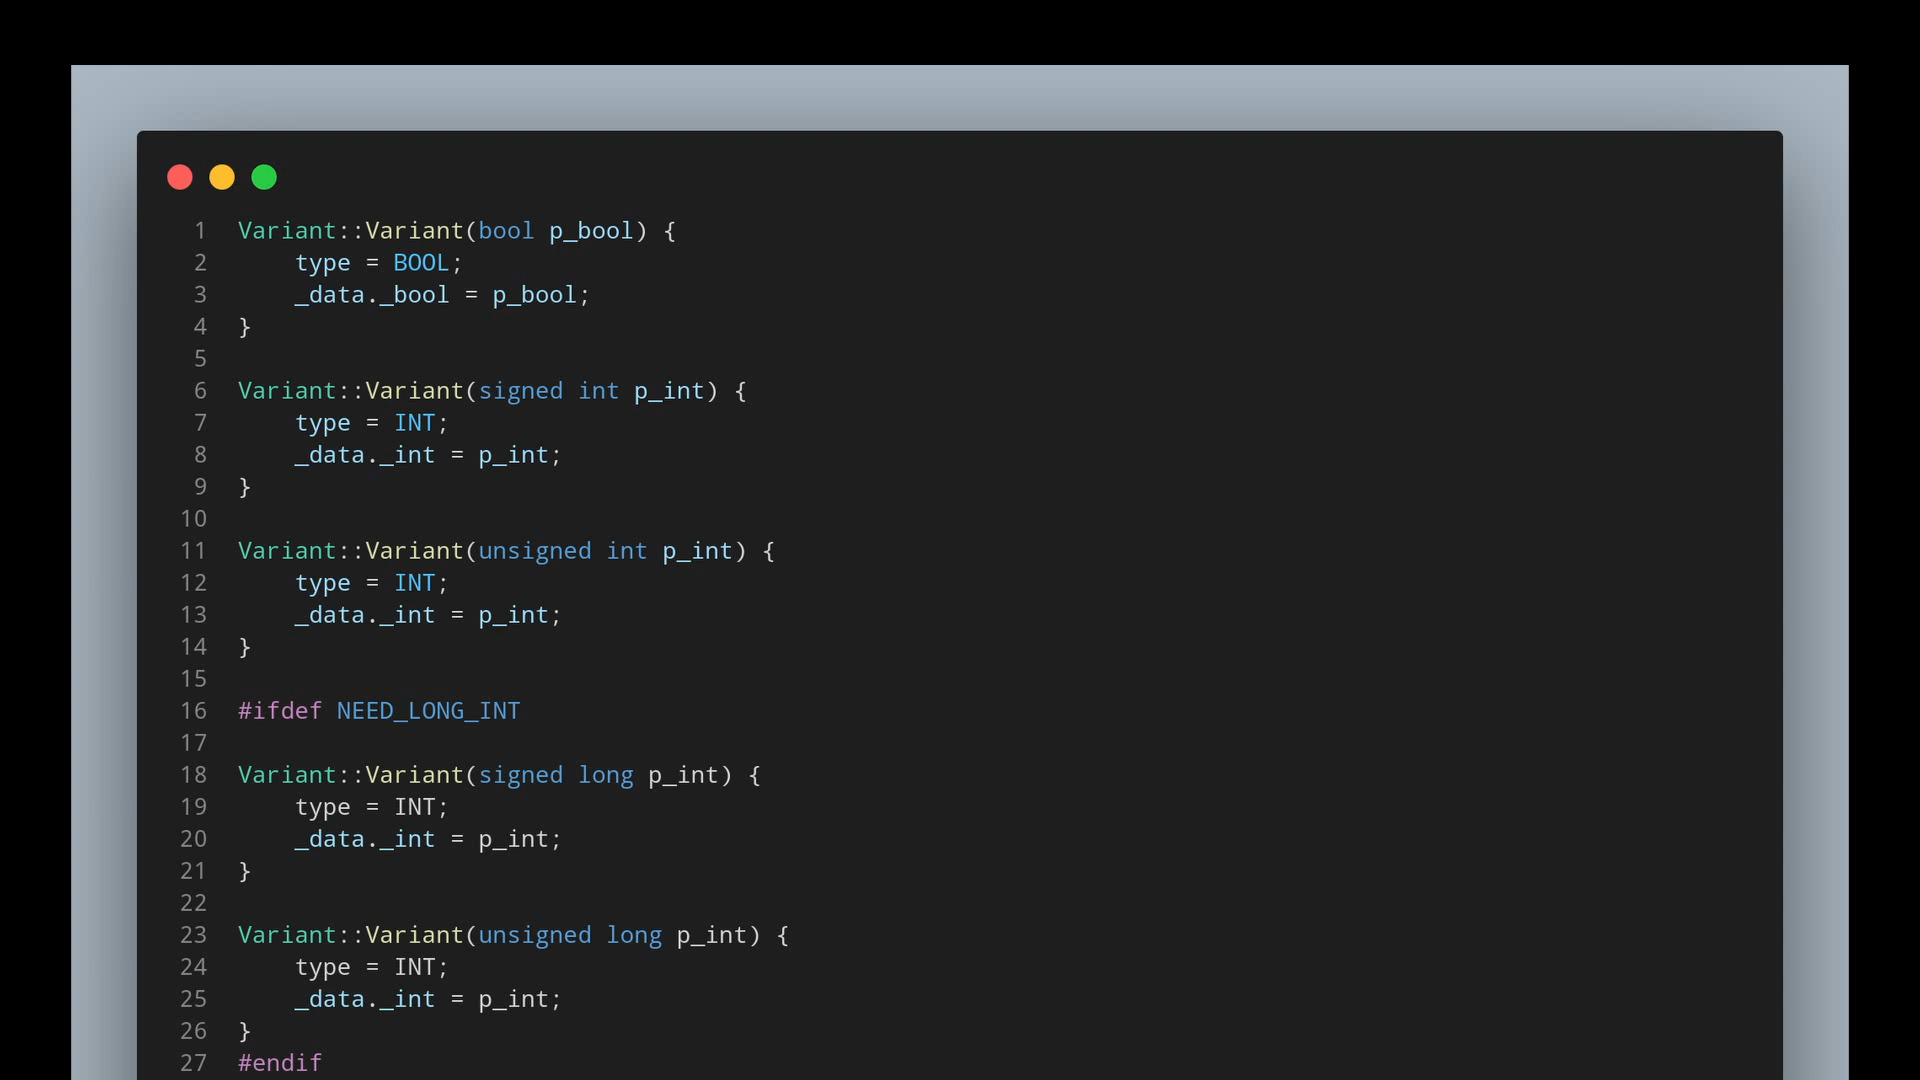 1 Variant::Variant(bool p_bool) {
2     type = BOOL;
3     _data._bool = p_bool;
4 }
5
6 Variant::Variant(signed int p_int) {
7     type = INT;
8     _data._int = p_int;
9 }
10
11 Variant::Variant(unsigned int p_int) {
12     type = INT;
13     _data._int = p_int;
14 }
15
16 #ifdef NEED_LONG_INT
17
18 Variant::Variant(signed long p_int) {
19     type = INT;
20     _data._int = p_int;
21 }
22
23 Variant::Variant(unsigned long p_int) {
24     type = INT;
25     _data._int = p_int;
26 }
27 #endif